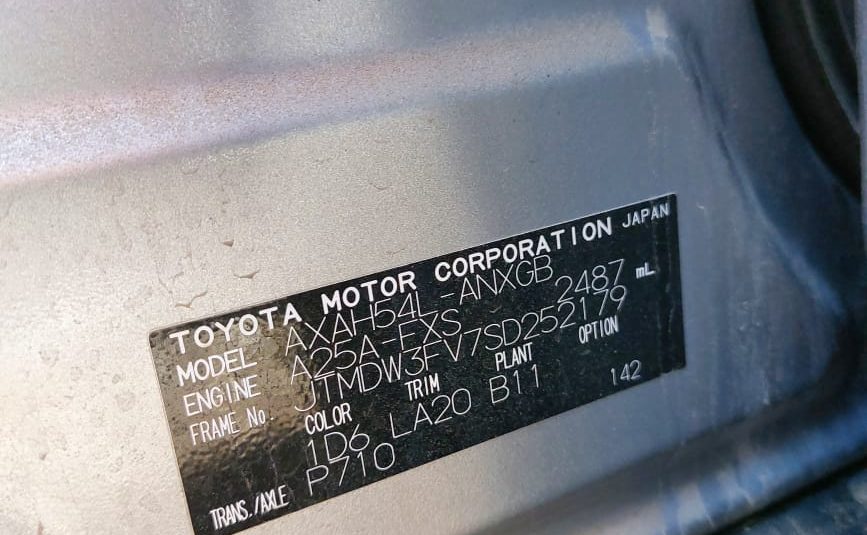 TOYOTA MOTOR CORPORATION JAPAN
MODEL AXAH54L-ANXGB
ENGINE A25A-FXS 2487 mL
FRAME No. JTMDW3FV7SD252179
COLOR TRIM PLANT OPTION
1D6 LA20 B11 142
TRANS./AXLE P710